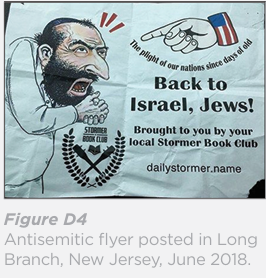 The plight of our nations since days of old
Back to
Israel, Jews!
Brought to you by your
local Stormer Book Club
STORMER
BOOK CLUB
dailystormer.name
Figure D4
Antisemitic flyer posted in Long
Branch, New Jersey, June 2018.